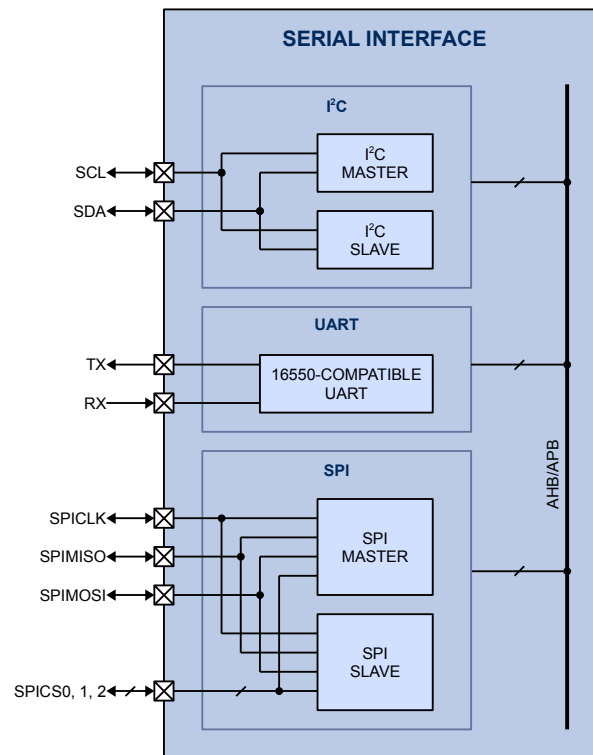 SERIAL INTERFACE
I²C
SCL
SDA
I²C
MASTER
I²C
SLAVE
UART
TX
RX
16550-COMPATIBLE
UART
AHB/APB
SPI
SPICLK
SPIMISO
SPIMOSI
SPICS0, 1, 2
SPI
MASTER
SPI
SLAVE